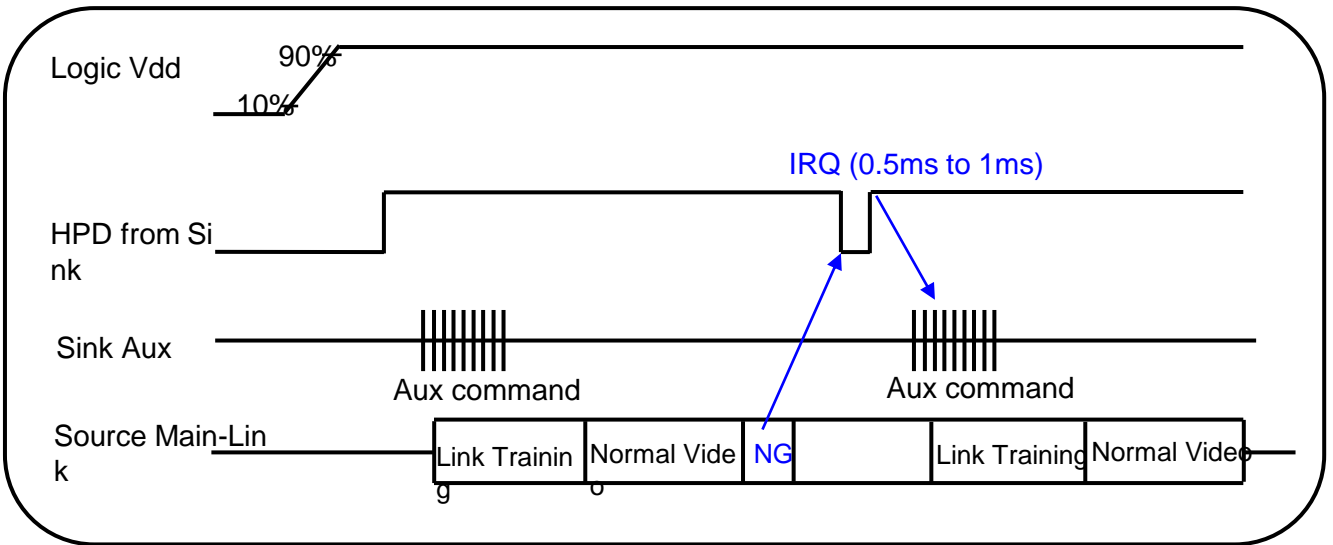 Logic Vdd
90%
10%
IRQ (0.5ms to 1ms)
HPD from Si
nk
Sink Aux
Aux command
Aux command
Source Main-Lin
k
Link Trainin
g
Normal Vide
o
NG
Link Training
Normal Video